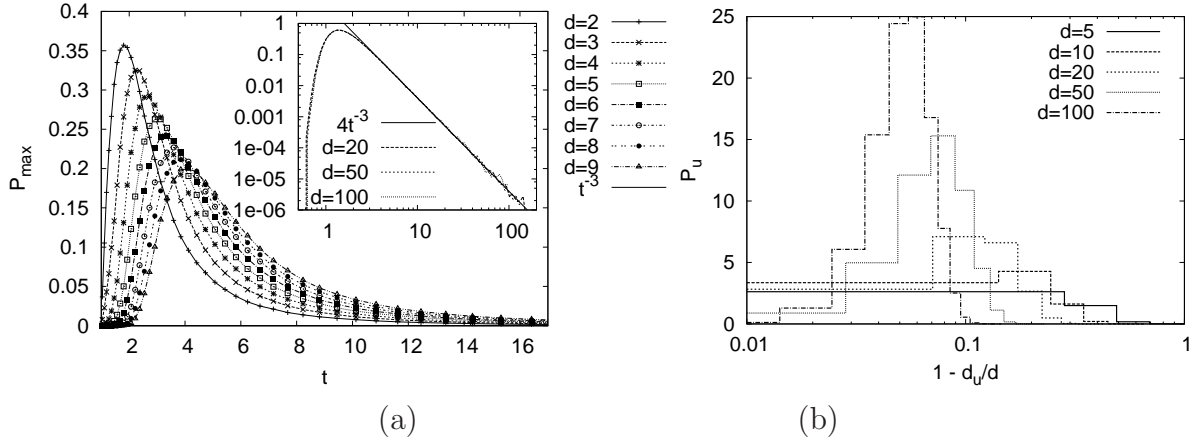 0.4
0.35
0.3
0.25
0.2
0.15
0.1
0.05
0
P_max
2 4 6 8 10 12 14 16
t
1
0.1
0.01
0.001
1e-04
1e-05
1e-06
1 10 100
4t^-3
d=20
d=50
d=100
d=2
d=3
d=4
d=5
d=6
d=7
d=8
d=9
t^-3
(a)
25
20
15
10
5
0
P_u
0.01 0.1 1
1 - d_u/d
d=5
d=10
d=20
d=50
d=100
(b)